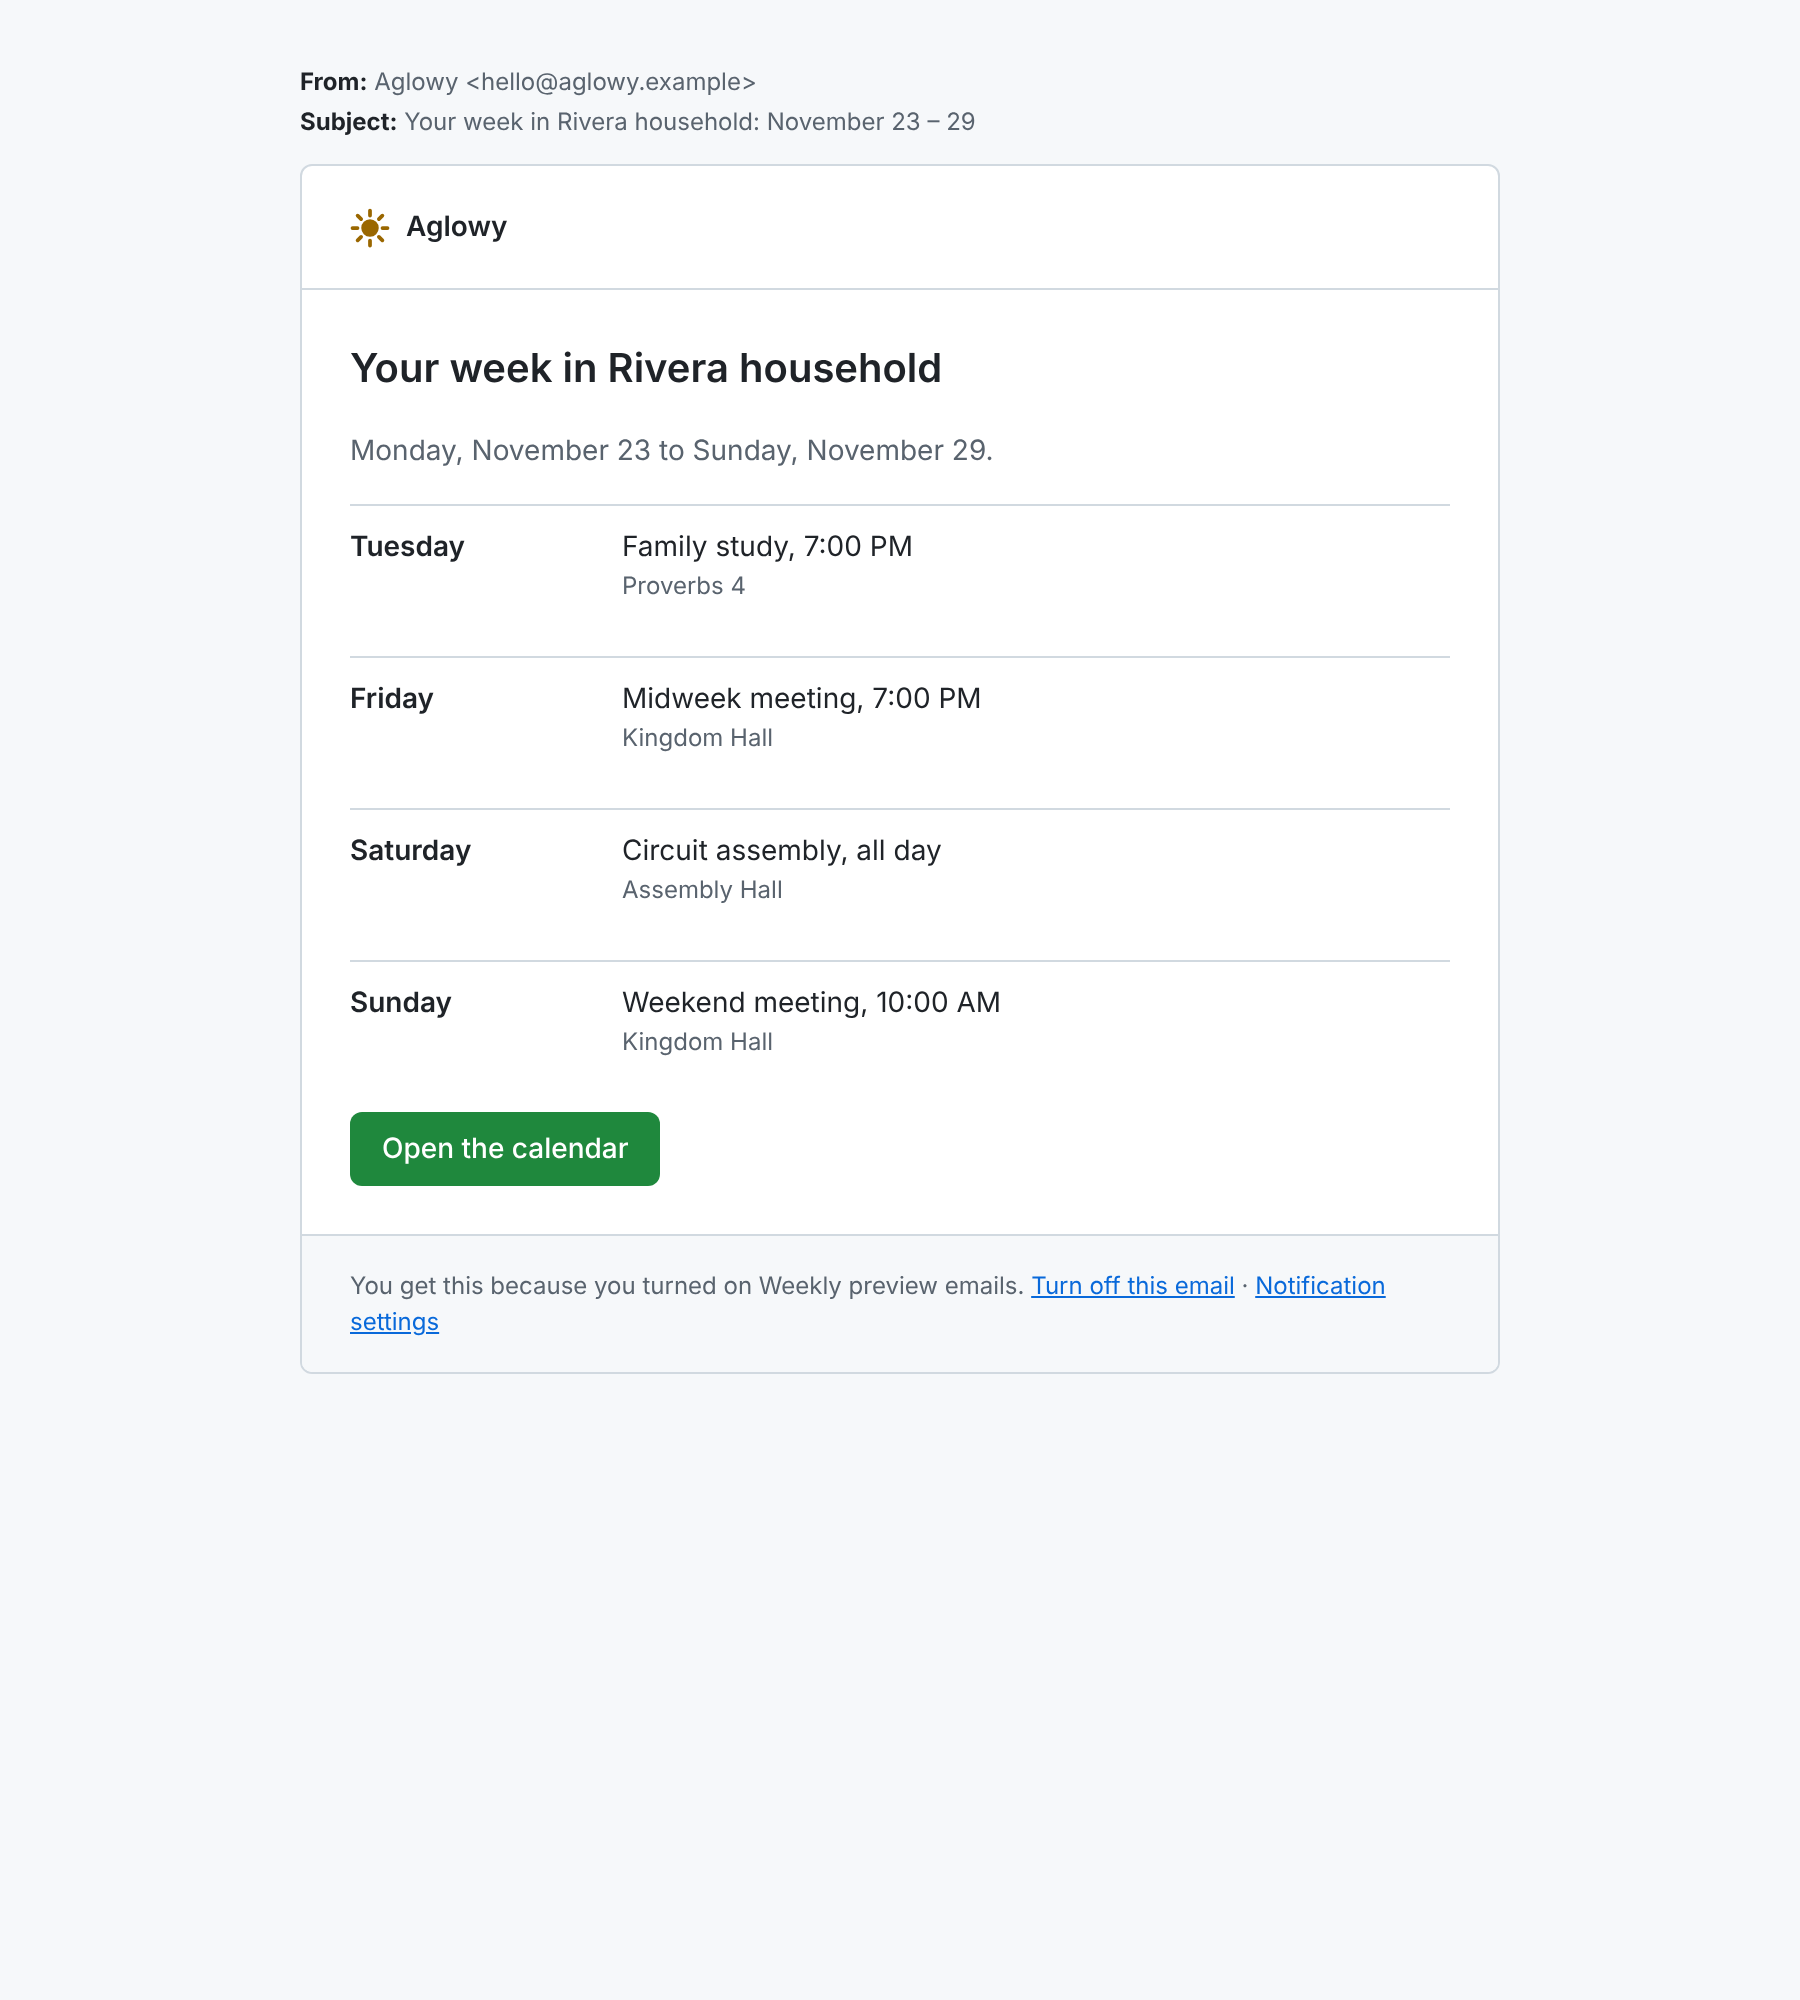 From: Aglowy <hello@aglowy.example>
Subject: Your week in Rivera household: November 23 – 29
Aglowy
Your week in Rivera household
Monday, November 23 to Sunday, November 29.
Tuesday
Family study, 7:00 PM
Proverbs 4
Friday
Midweek meeting, 7:00 PM
Kingdom Hall
Saturday
Circuit assembly, all day
Assembly Hall
Sunday
Weekend meeting, 10:00 AM
Kingdom Hall
Open the calendar
You get this because you turned on Weekly preview emails. Turn off this email · Notification
settings